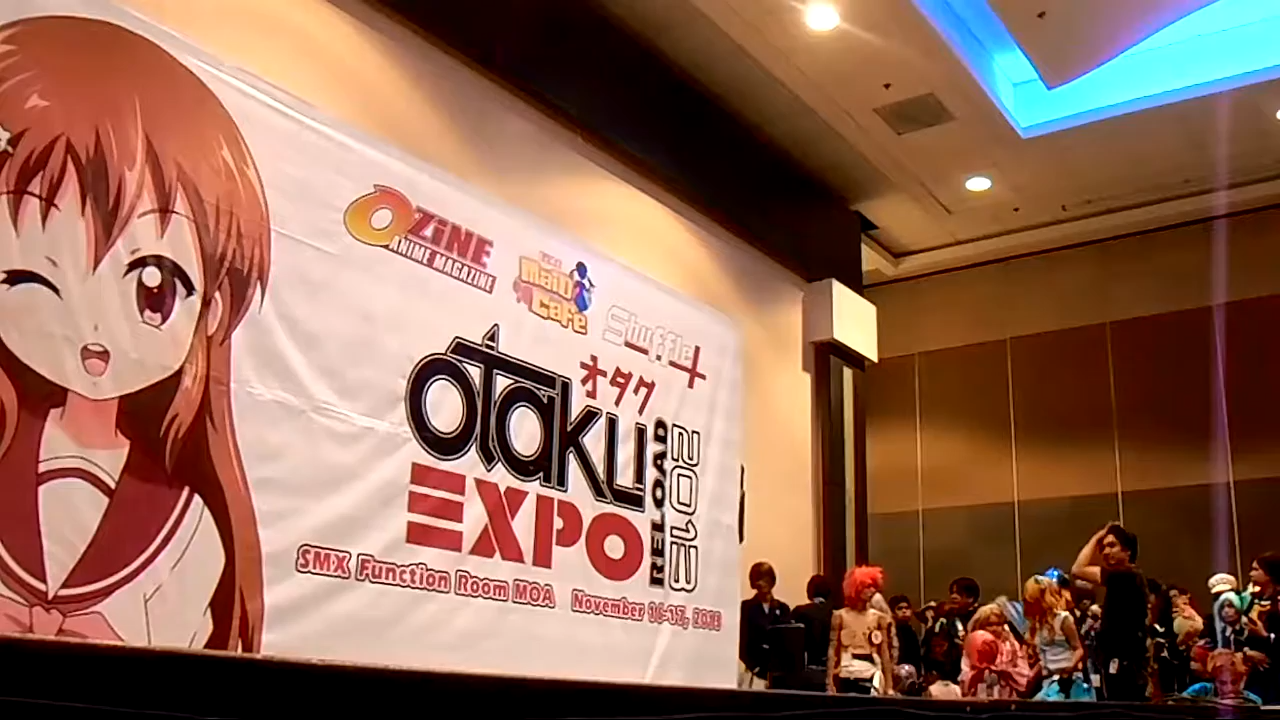 OZINE
ANIME MAGAZINE
Maid
Cafe
Shuffle+
オタク
otaku
EXPO
RELOAD
2013
SMX Function Room MOA November 16-17, 2013